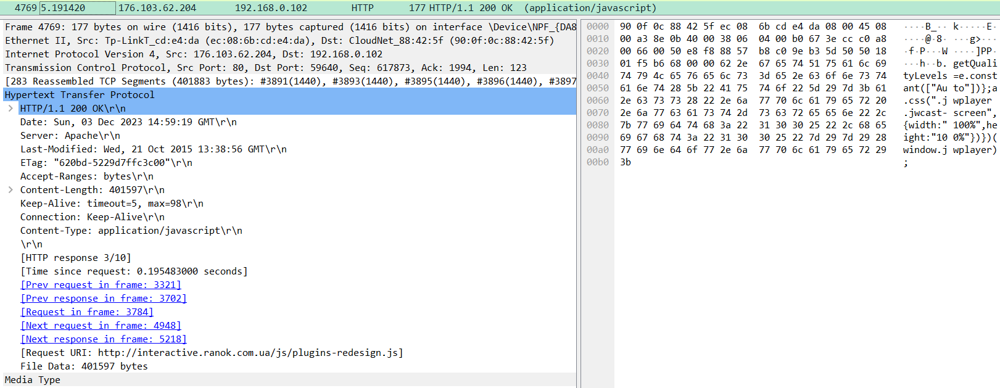 4769 5.191420 176.103.62.204 192.168.0.102 HTTP 177 HTTP/1.1 200 OK (application/javascript)
Frame 4769: 177 bytes on wire (1416 bits), 177 bytes captured (1416 bits) on interface \Device\NPF_{DA8
Ethernet II, Src: Tp-LinkT_cd:e4:da (ec:08:6b:cd:e4:da), Dst: CloudNet_88:42:5f (90:0f:0c:88:42:5f)
Internet Protocol Version 4, Src: 176.103.62.204, Dst: 192.168.0.102
Transmission Control Protocol, Src Port: 80, Dst Port: 59640, Seq: 617873, Ack: 1994, Len: 123
[283 Reassembled TCP Segments (401883 bytes): #3891(1440), #3893(1440), #3895(1440), #3896(1440), #3897
Hypertext Transfer Protocol
HTTP/1.1 200 OK\r\n
Date: Sun, 03 Dec 2023 14:59:19 GMT\r\n
Server: Apache\r\n
Last-Modified: Wed, 21 Oct 2015 13:38:56 GMT\r\n
ETag: "620bd-5229d7ffc3c00"\r\n
Accept-Ranges: bytes\r\n
Content-Length: 401597\r\n
Keep-Alive: timeout=5, max=98\r\n
Connection: Keep-Alive\r\n
Content-Type: application/javascript\r\n
\r\n
[HTTP response 3/10]
[Time since request: 0.195483000 seconds]
[Prev request in frame: 3321]
[Prev response in frame: 3702]
[Request in frame: 3784]
[Next request in frame: 4948]
[Next response in frame: 5218]
[Request URI: http://interactive.ranok.com.ua/js/plugins-redesign.js]
File Data: 401597 bytes
Media Type
0000 90 0f 0c 88 42 5f ec 08 6b cd e4 da 08 00 45 08 ····B_·· k·····E·
0010 00 a3 8e 0b 40 00 38 06 04 00 b0 67 3e cc c0 a8 ····@·8· ···g>···
0020 00 66 00 50 e8 f8 88 57 b8 c0 9e b3 5d 50 50 18 ·f·P···W ····]PP·
0030 01 f5 b6 68 00 00 62 2e 67 65 74 51 75 61 6c 69 ···h··b. getQuali
0040 74 79 4c 65 76 65 6c 73 3d 65 2e 63 6f 6e 73 74 tyLevels =e.const
0050 61 6e 74 28 5b 22 41 75 74 6f 22 5d 29 7d 3b 61 ant(["Au to"])};a
0060 2e 63 73 73 28 22 2e 6a 77 70 6c 61 79 65 72 20 .css(".j wplayer
0070 2e 6a 77 63 61 73 74 2d 73 63 72 65 65 6e 22 2c .jwcast- screen",
0080 7b 77 69 64 74 68 3a 22 31 30 30 25 22 2c 68 65 {width:" 100%",he
0090 69 67 68 74 3a 22 31 30 30 25 22 7d 29 7d 29 28 ight:"10 0%"})})(
00a0 77 69 6e 64 6f 77 2e 6a 77 70 6c 61 79 65 72 29 window.j wplayer)
00b0 3b ;